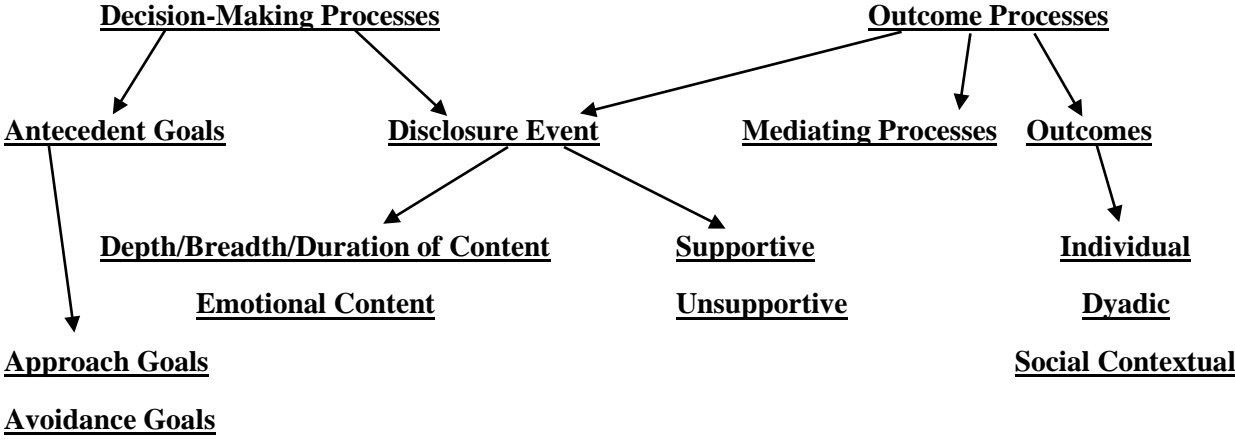 Decision-Making Processes Outcome Processes
Antecedent Goals Disclosure Event Mediating Processes Outcomes
Depth/Breadth/Duration of Content Supportive Individual
Emotional Content Unsupportive Dyadic
Approach Goals Social Contextual
Avoidance Goals